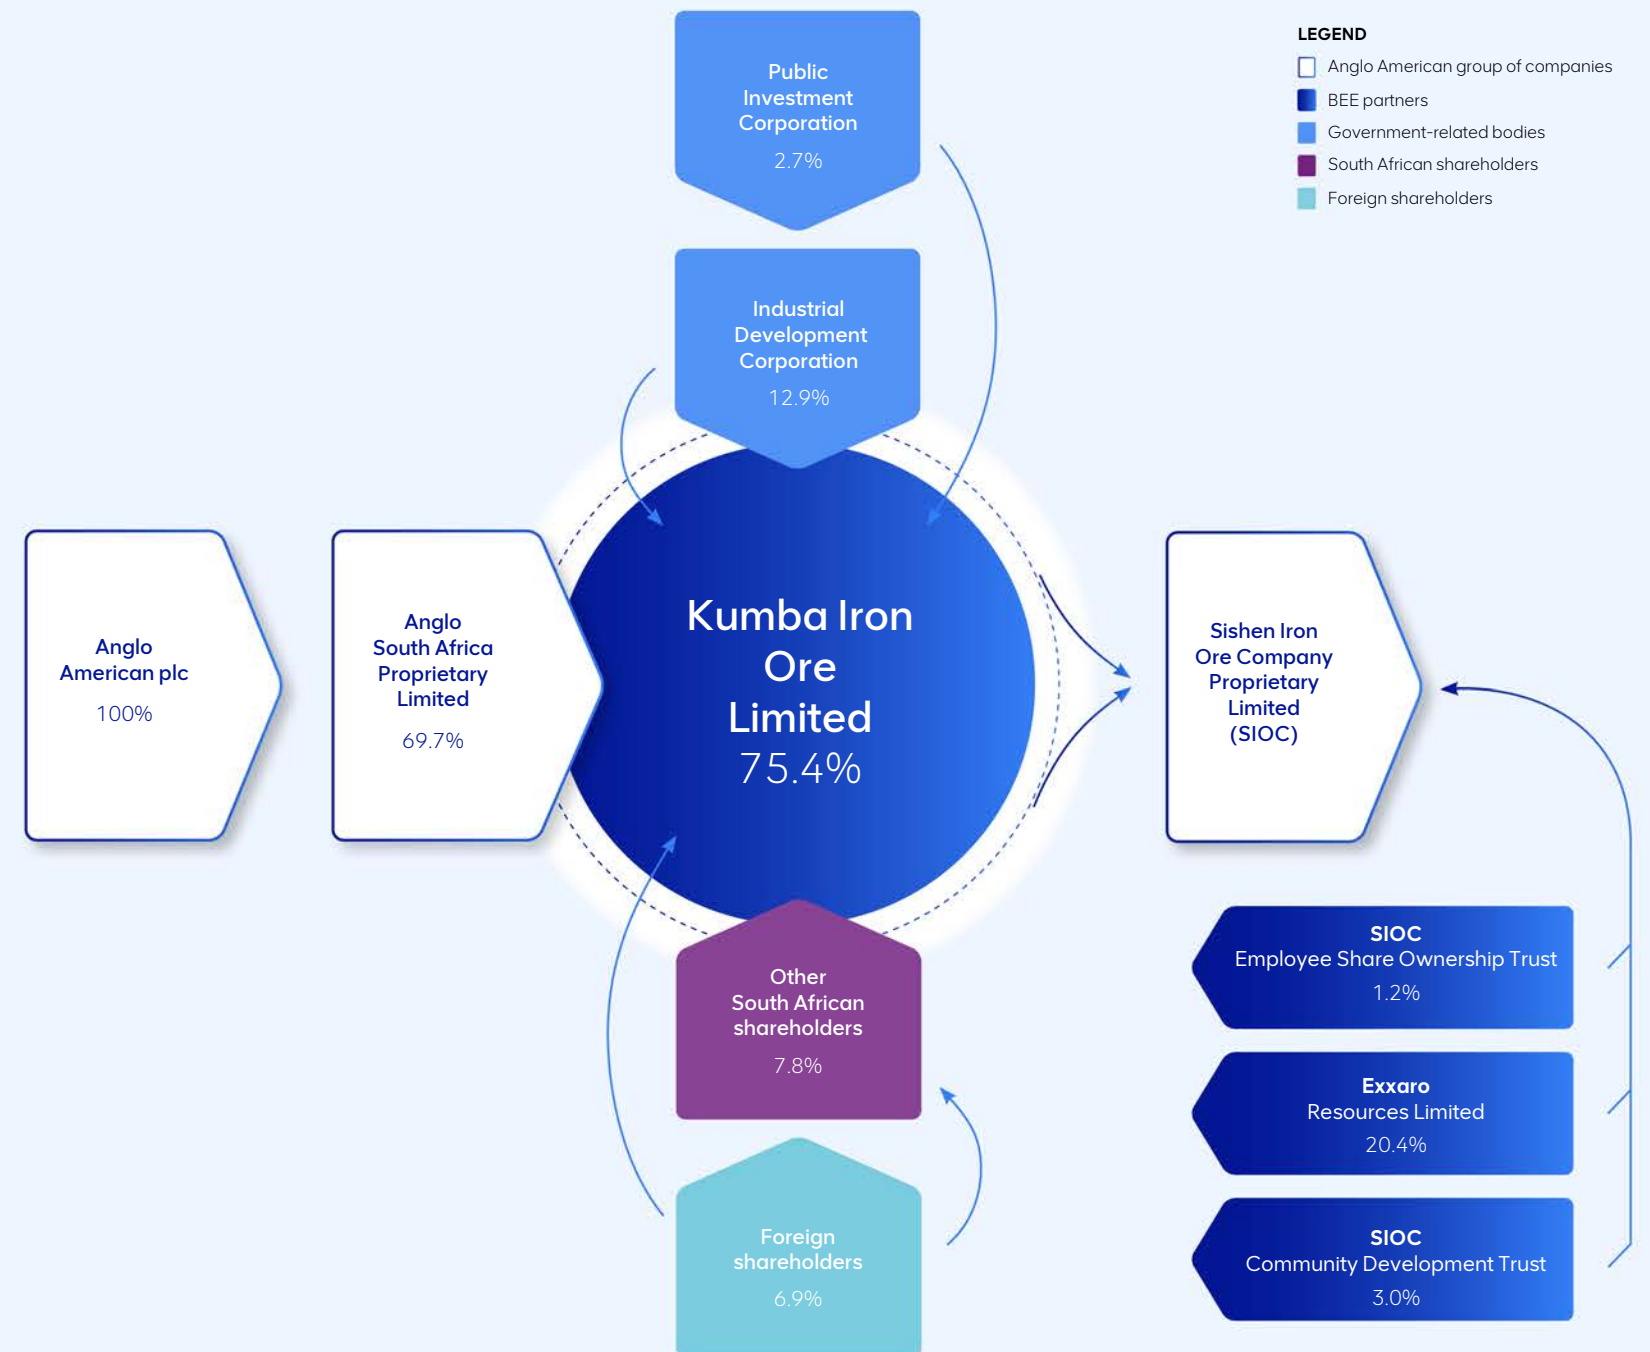 LEGEND
Anglo American group of companies
BEE partners
Government-related bodies
South African shareholders
Foreign shareholders
Public
Investment
Corporation
2.7%
Industrial
Development
Corporation
12.9%
Anglo
American plc
100%
Anglo
South Africa
Proprietary
Limited
69.7%
Kumba Iron
Ore
Limited
75.4%
Sishen Iron
Ore Company
Proprietary
Limited
(SIOC)
Other
South African
shareholders
7.8%
Foreign
shareholders
6.9%
SIOC
Employee Share Ownership Trust
1.2%
Exxaro
Resources Limited
20.4%
SIOC
Community Development Trust
3.0%